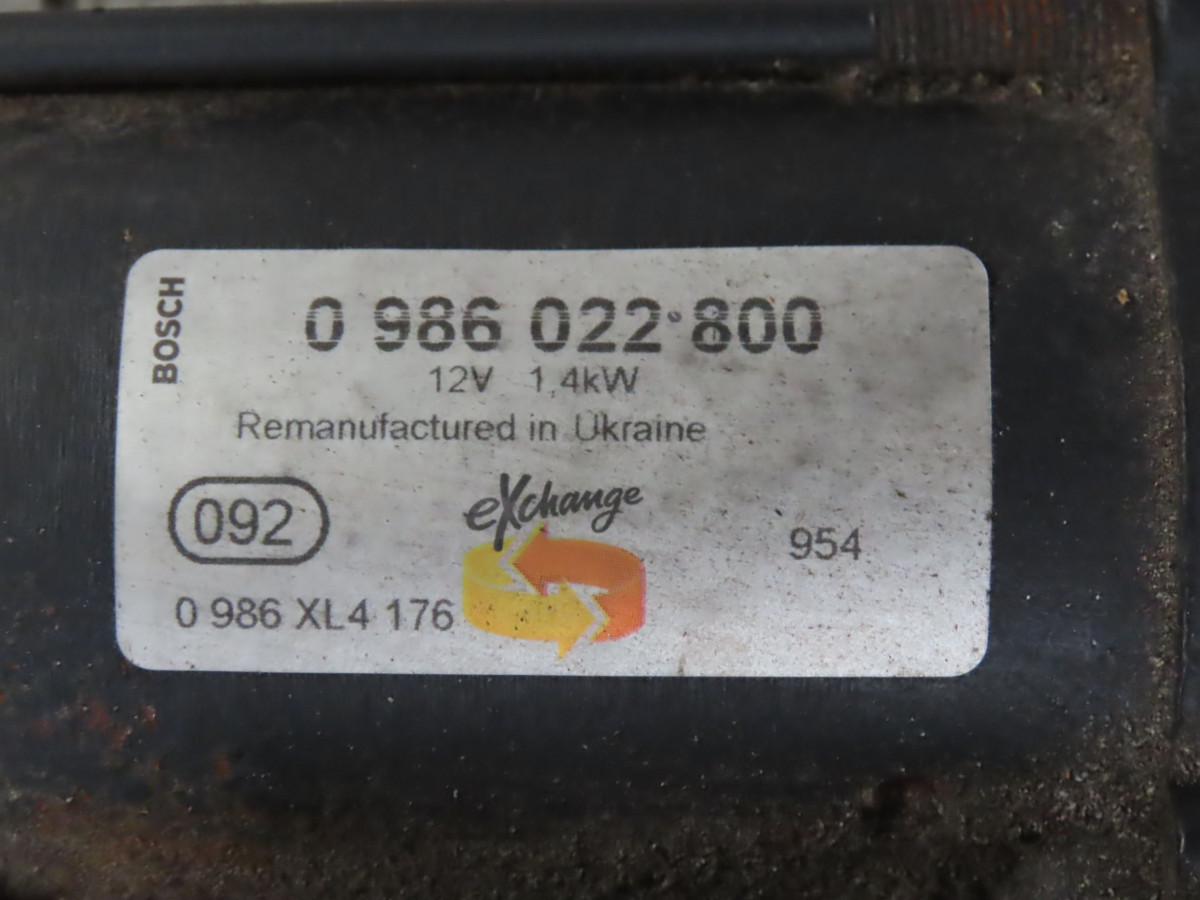 BOSCH
0 986 022 800
12V 1,4kW
Remanufactured in Ukraine
092
eXchange
954
0 986 XL4 176